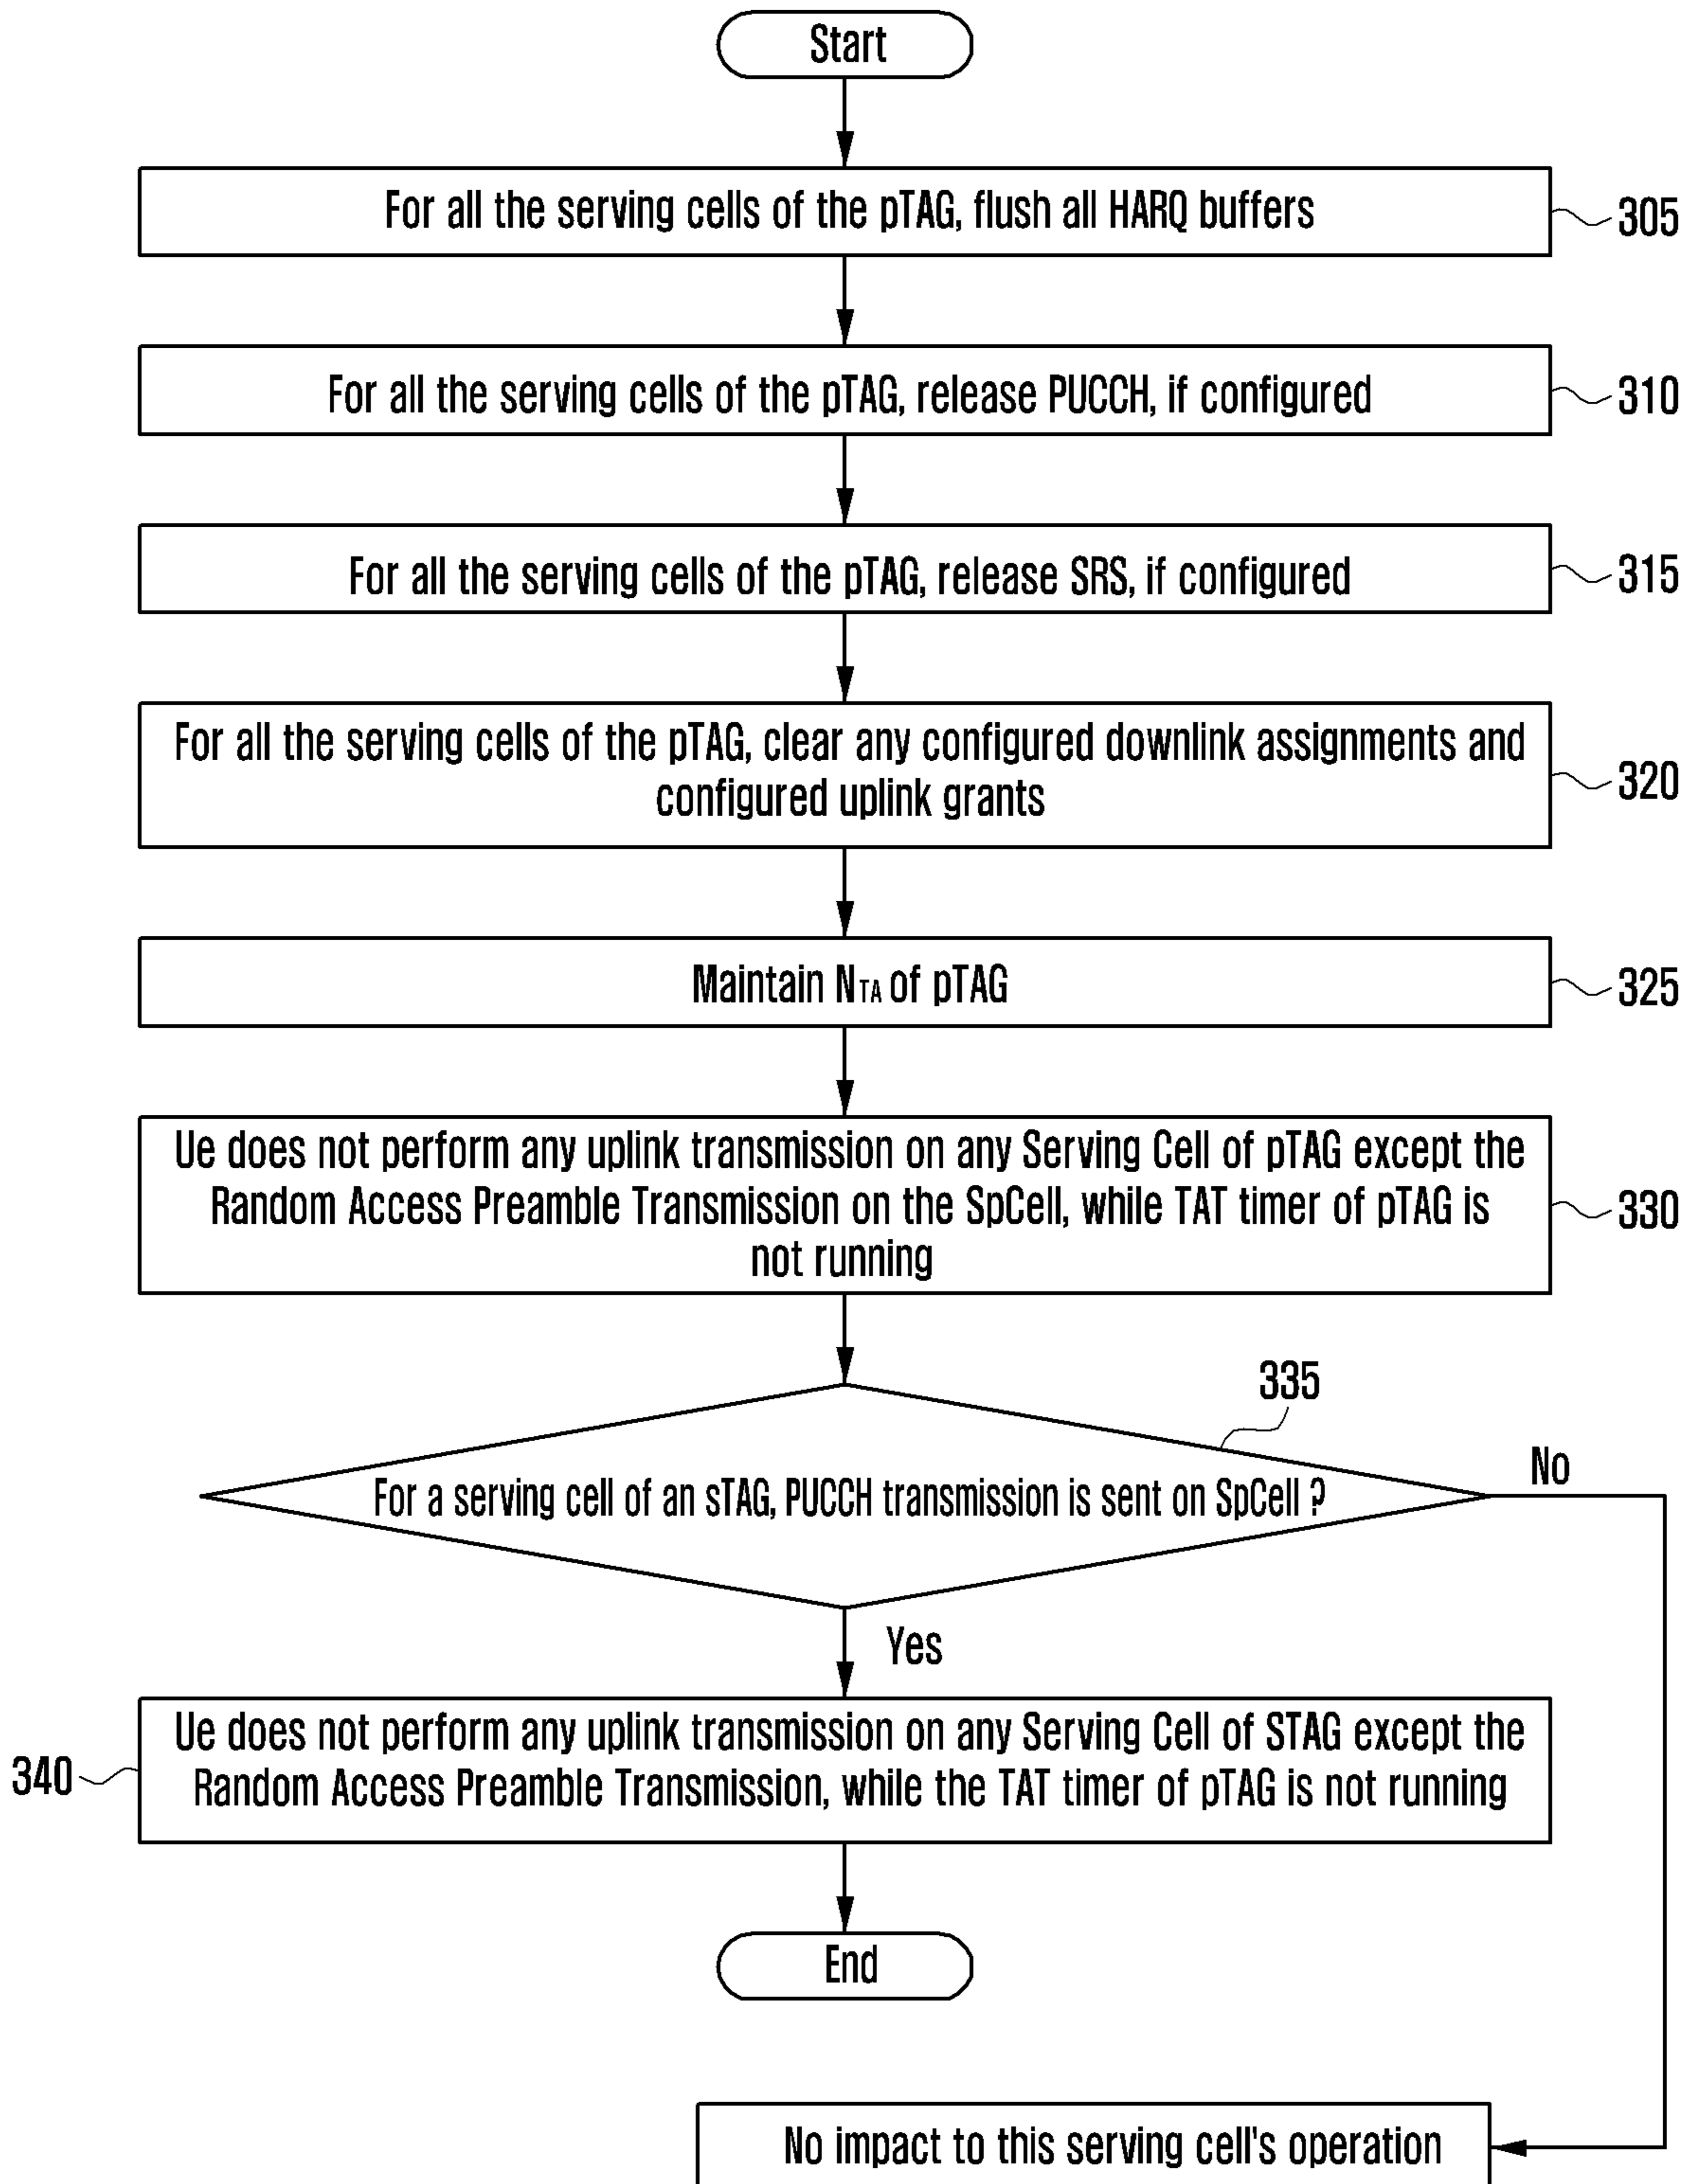 Start
For all the serving cells of the pTAG, flush all HARQ buffers
305
For all the serving cells of the pTAG, release PUCCH, if configured
310
For all the serving cells of the pTAG, release SRS, if configured
315
For all the serving cells of the pTAG, clear any configured downlink assignments and
configured uplink grants
320
Maintain NTA of pTAG
325
Ue does not perform any uplink transmission on any Serving Cell of pTAG except the
Random Access Preamble Transmission on the SpCell, while TAT timer of pTAG is
not running
330
335
For a serving cell of an sTAG, PUCCH transmission is sent on SpCell ?
No
Yes
Ue does not perform any uplink transmission on any Serving Cell of STAG except the
Random Access Preamble Transmission, while the TAT timer of pTAG is not running
340
End
No impact to this serving cell's operation